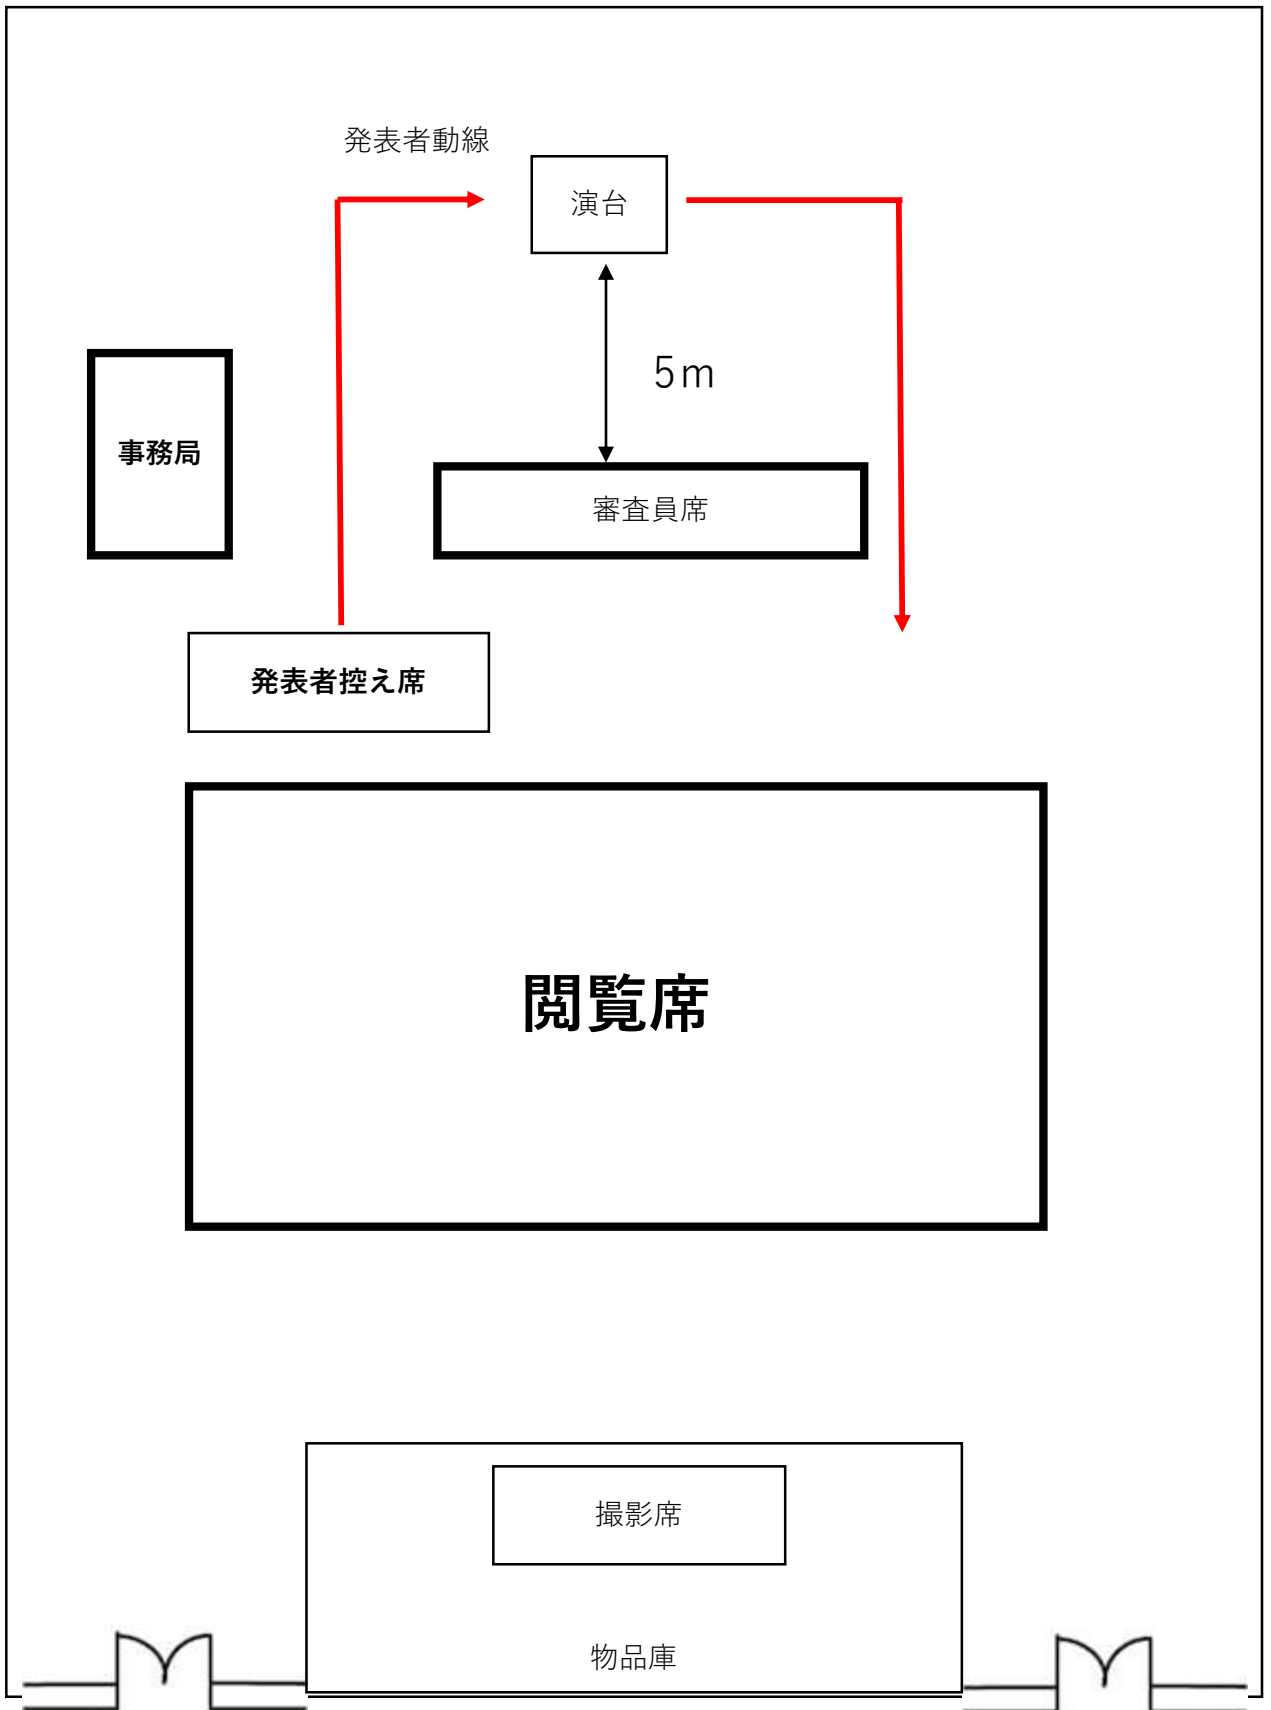 発表者動線
演台
5m
事務局
審査員席
発表者控え席
閲覧席
撮影席
物品庫